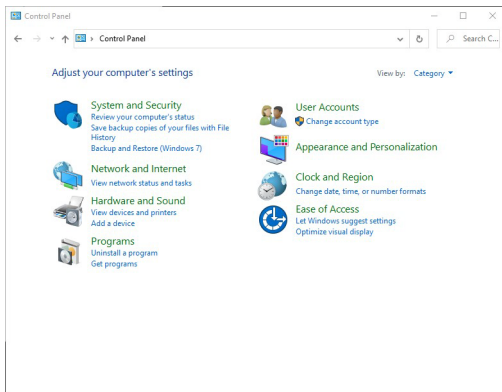 Control Panel
Control Panel
Search C...
Adjust your computer's settings
View by: Category
System and Security
Review your computer's status
Save backup copies of your files with File
History
Backup and Restore (Windows 7)
Network and Internet
View network status and tasks
Hardware and Sound
View devices and printers
Add a device
Programs
Uninstall a program
Get programs
User Accounts
Change account type
Appearance and Personalization
Clock and Region
Change date, time, or number formats
Ease of Access
Let Windows suggest settings
Optimize visual display